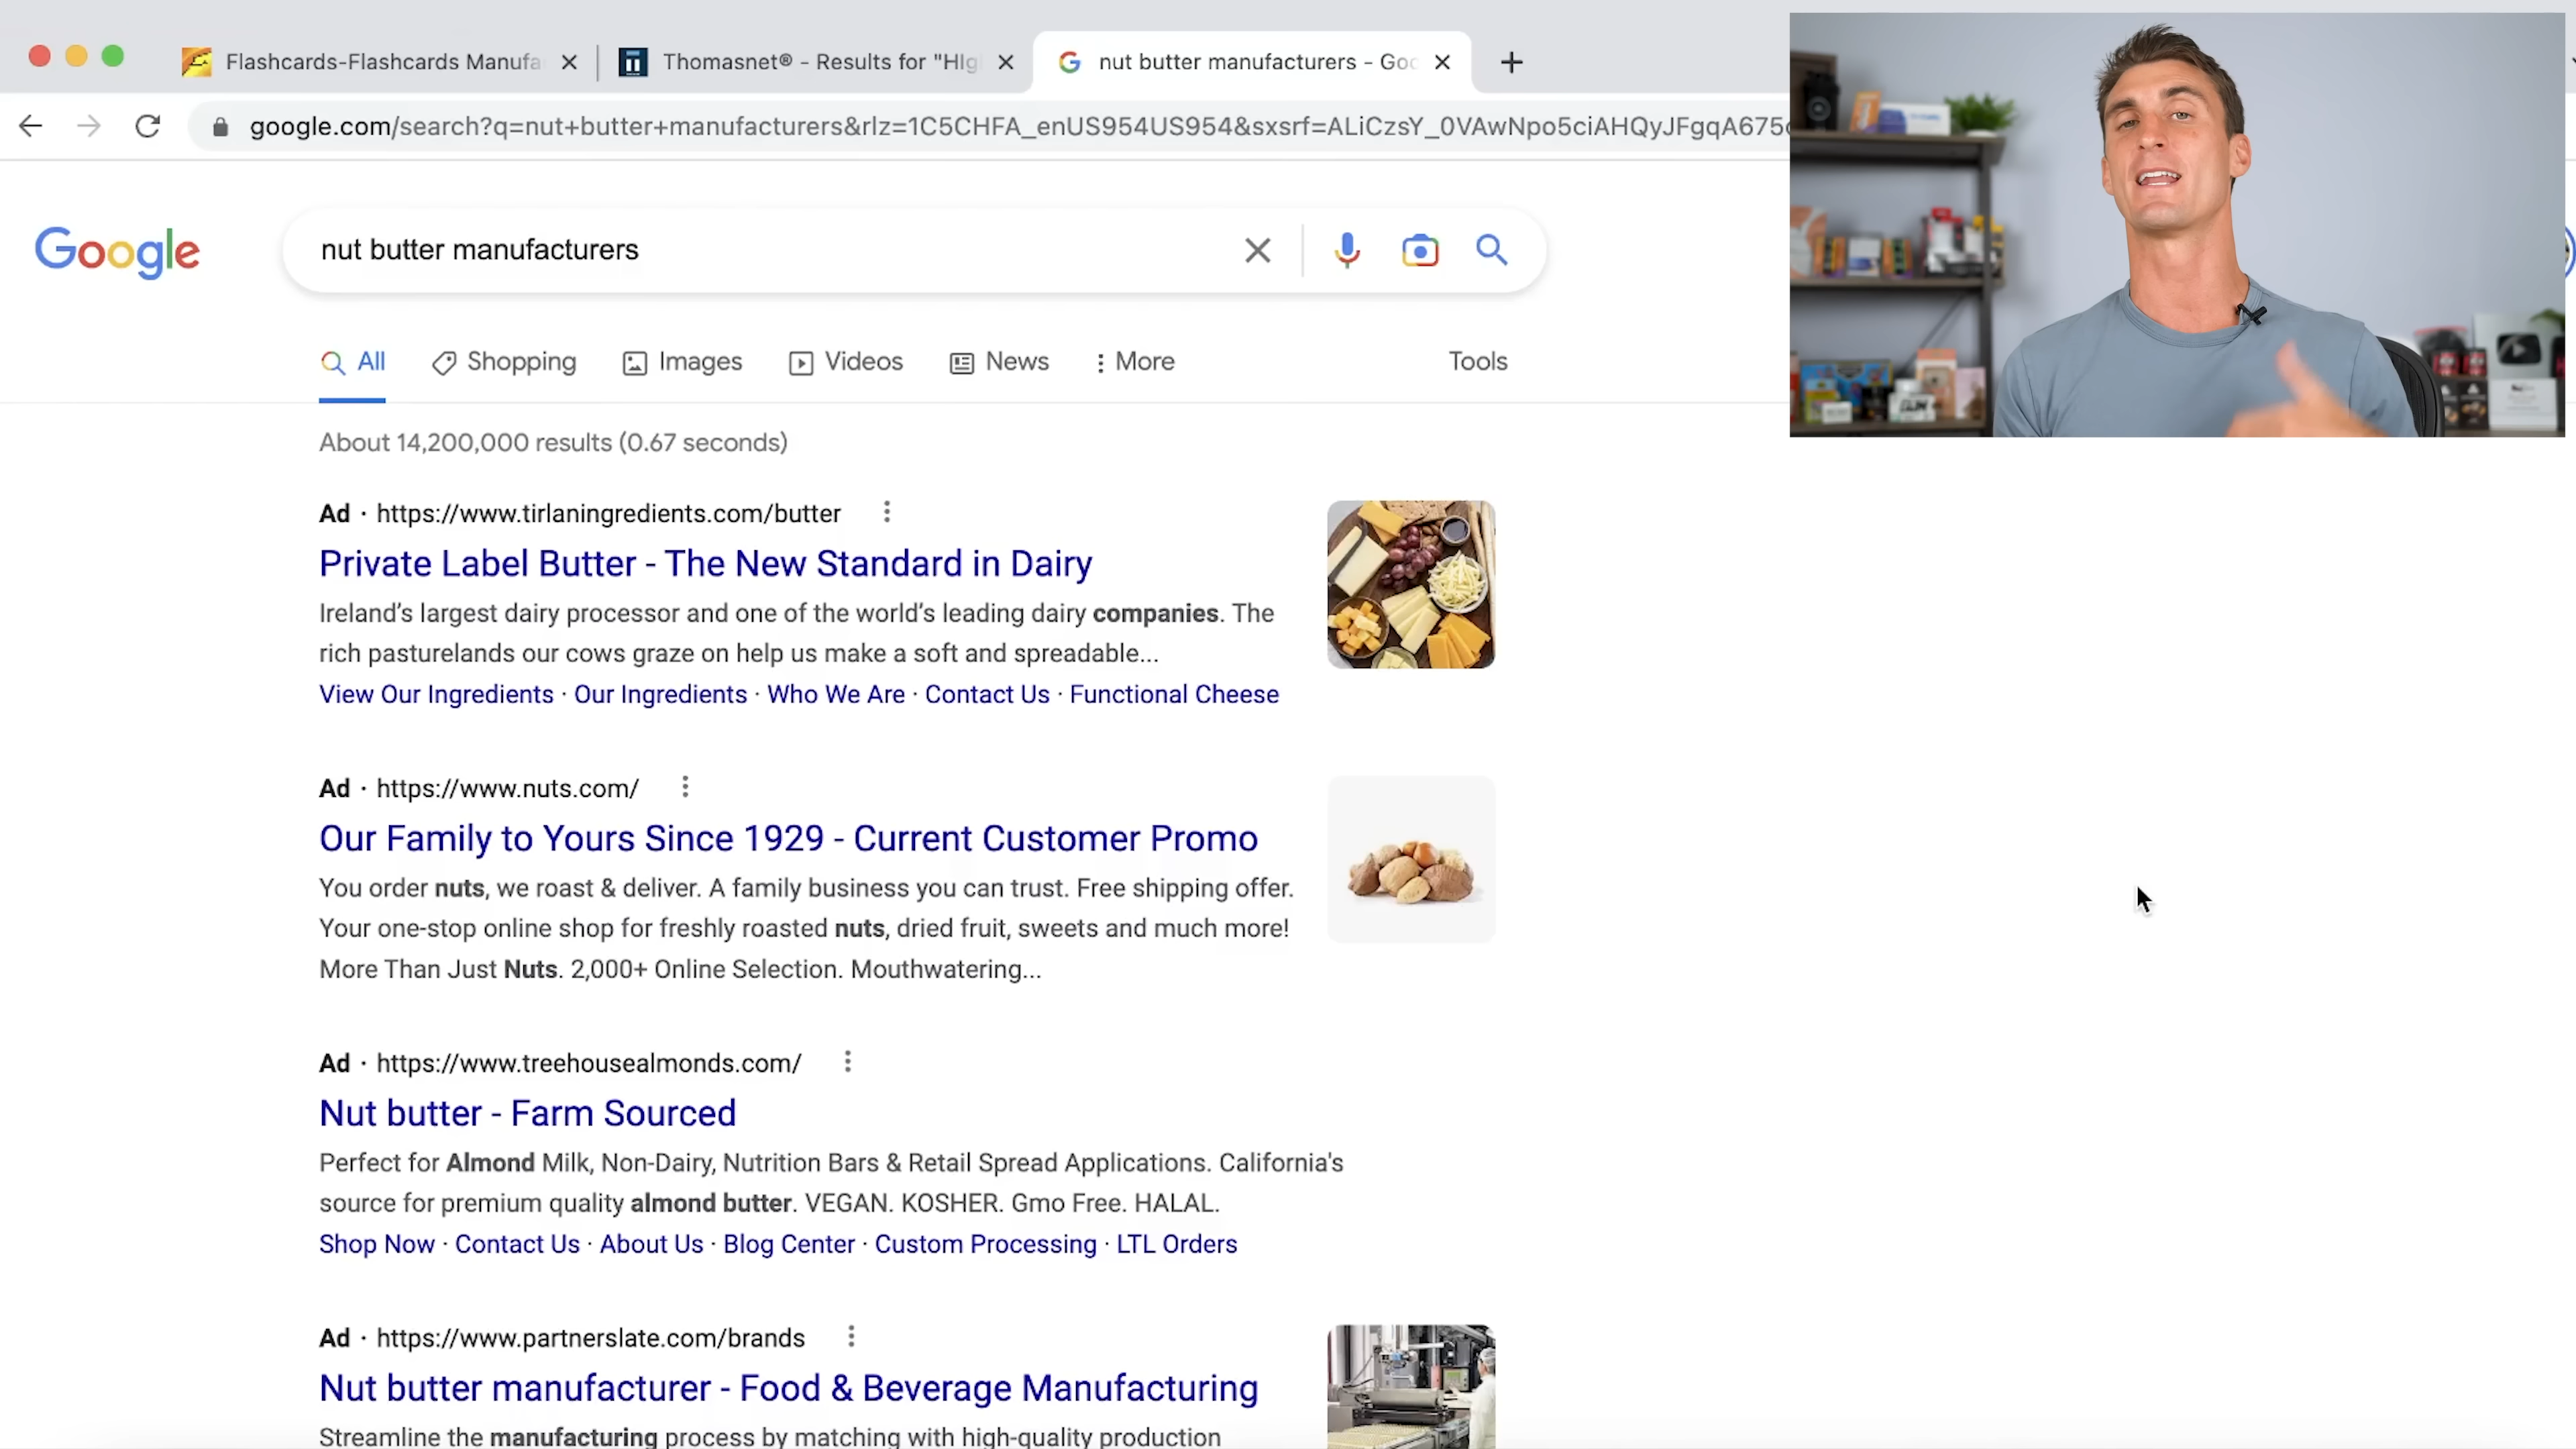 Flashcards-Flashcards Manufa
Thomasnet® - Results for "HIg
nut butter manufacturers - Goo
google.com/search?q=nut+butter+manufacturers&rlz=1C5CHFA_enUS954US954&sxsrf=ALiCzsY_0VAwNpo5ciAHQyJFgqA675
Google
nut butter manufacturers
All
Shopping
Images
Videos
News
More
Tools
About 14,200,000 results (0.67 seconds)
Ad · https://www.tirlaningredients.com/butter
Private Label Butter - The New Standard in Dairy
Ireland’s largest dairy processor and one of the world’s leading dairy companies. The
rich pasturelands our cows graze on help us make a soft and spreadable...
View Our Ingredients · Our Ingredients · Who We Are · Contact Us · Functional Cheese
Ad · https://www.nuts.com/
Our Family to Yours Since 1929 - Current Customer Promo
You order nuts, we roast & deliver. A family business you can trust. Free shipping offer.
Your one-stop online shop for freshly roasted nuts, dried fruit, sweets and much more!
More Than Just Nuts. 2,000+ Online Selection. Mouthwatering...
Ad · https://www.treehousealmonds.com/
Nut butter - Farm Sourced
Perfect for Almond Milk, Non-Dairy, Nutrition Bars & Retail Spread Applications. California's
source for premium quality almond butter. VEGAN. KOSHER. Gmo Free. HALAL.
Shop Now · Contact Us · About Us · Blog Center · Custom Processing · LTL Orders
Ad · https://www.partnerslate.com/brands
Nut butter manufacturer - Food & Beverage Manufacturing
Streamline the manufacturing process by matching with high-quality production